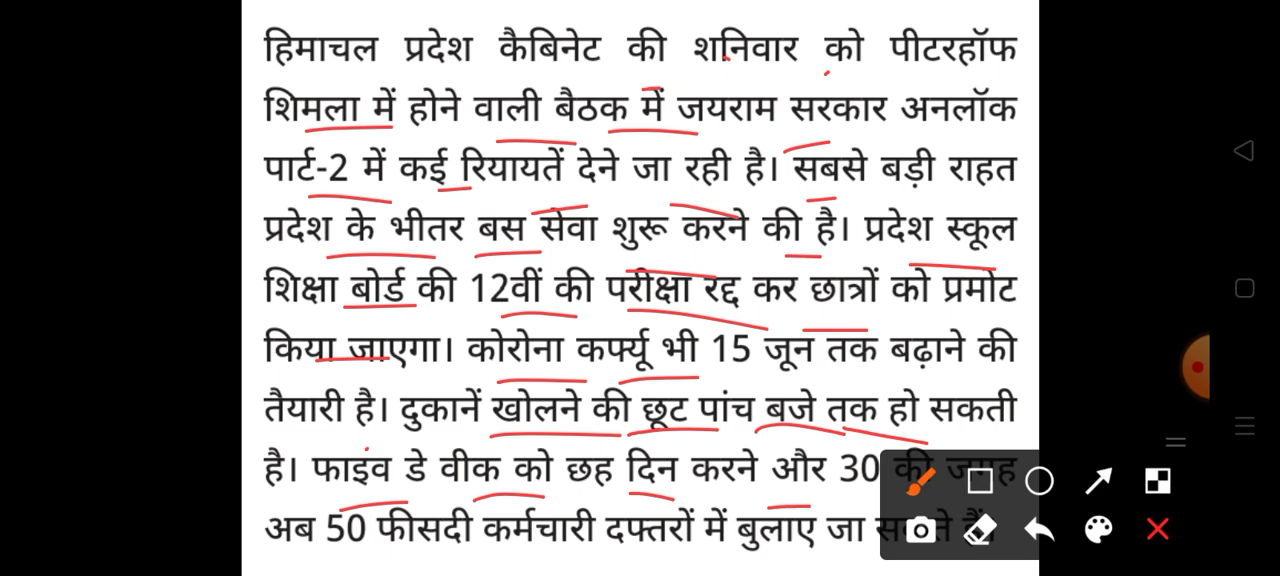 हिमाचल प्रदेश कैबिनेट की शनिवार को पीटरहॉफ
शिमला में होने वाली बैठक में जयराम सरकार अनलॉक
पार्ट-2 में कई रियायतें देने जा रही है। सबसे बड़ी राहत
प्रदेश के भीतर बस सेवा शुरू करने की है। प्रदेश स्कूल
शिक्षा बोर्ड की 12वीं की परीक्षा रद्द कर छात्रों को प्रमोट
किया जाएगा। कोरोना कर्फ्यू भी 15 जून तक बढ़ाने की
तैयारी है। दुकानें खोलने की छूट पांच बजे तक हो सकती
है। फाइव डे वीक को छह दिन करने और 30 की जगह
अब 50 फीसदी कर्मचारी दफ्तरों में बुलाए जा सकते हैं